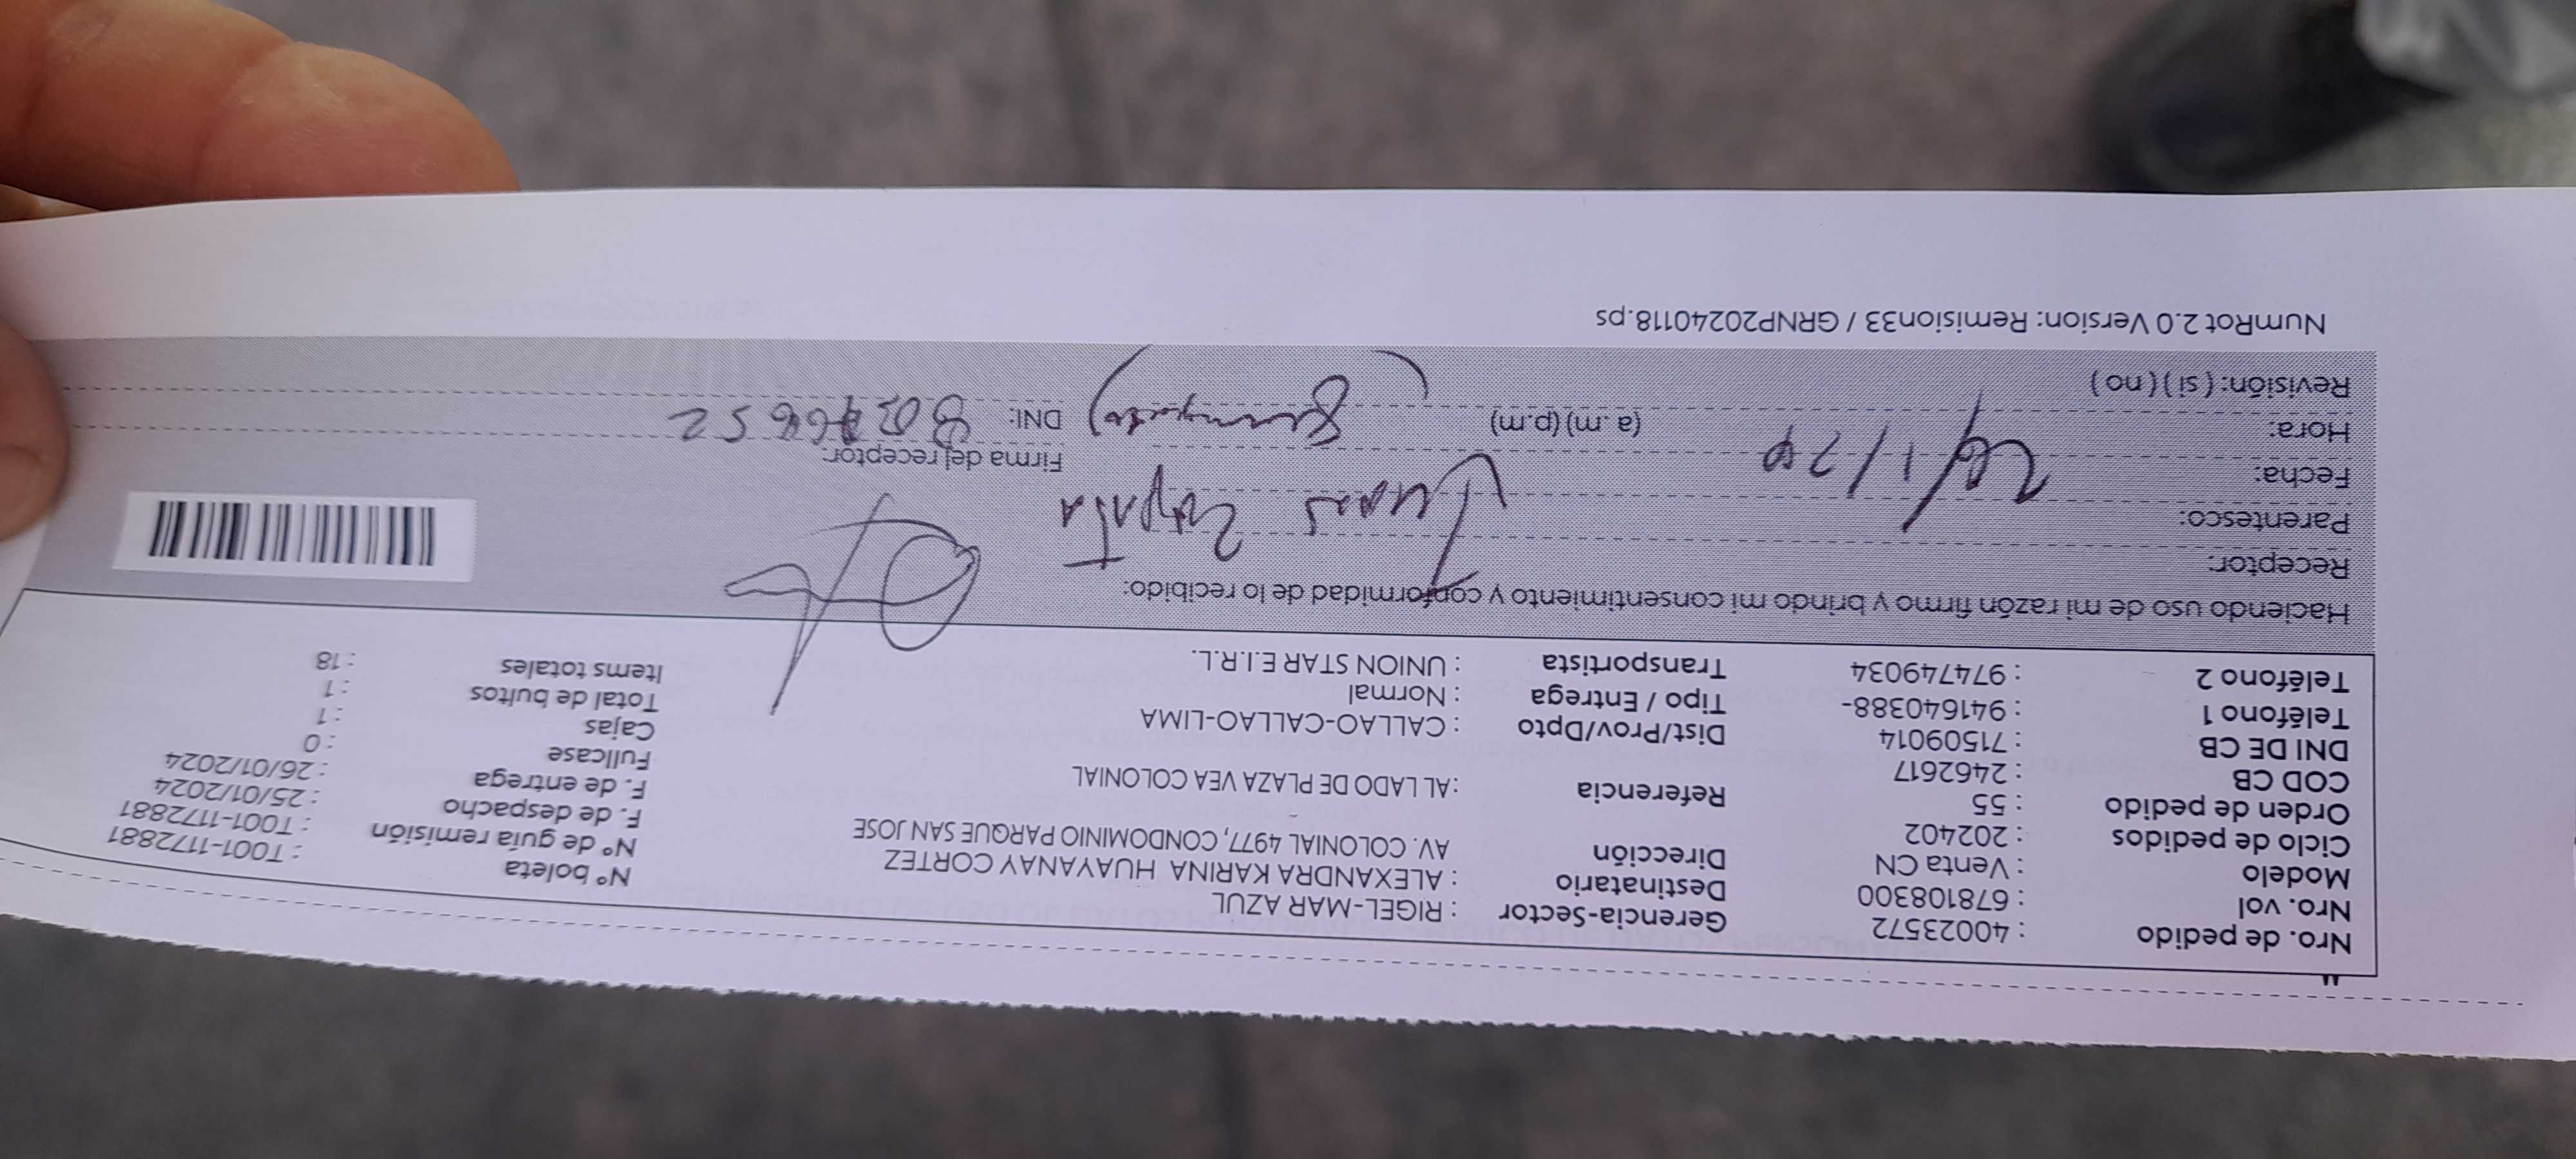 Nro. de pedido : 40023572 Gerencia-Sector : RIGEL-MAR AZUL Nº boleta : T001-1172881
Nro. vol : 678108300 Destinatario : ALEXANDRA KARINA HUAYANAY CORTEZ Nº de guía remisión : T001-1172881
Modelo : Venta CN Dirección AV. COLONIAL 4977, CONDOMINIO PARQUE SAN JOSE F. de despacho : 25/01/2024
Ciclo de pedidos : 202402 Referencia : AL LADO DE PLAZA VEA COLONIAL F. de entrega : 26/01/2024
Orden de pedido : 55 Dist/Prov/Dpto : CALLAO-CALLAO-LIMA Fullcase : 0
COD CB : 2462617 Tipo / Entrega : Normal Cajas : 1
DNI DE CB : 71509014 Transportista : UNION STAR E.I.R.L. Total de bultos : 1
Teléfono 1 : 941640388- Items totales : 18
Teléfono 2 : 974749034
Haciendo uso de mi razón firmo y brindo mi consentimiento y conformidad de lo recibido:
Receptor:
Parentesco:
Fecha: 26/1/24 Firma del receptor:
Hora: (a.m) (p.m) DNI:
Revisión: ( si ) ( no )
NumRot 2.0 Version: Remision33 / GRNP20240118.ps